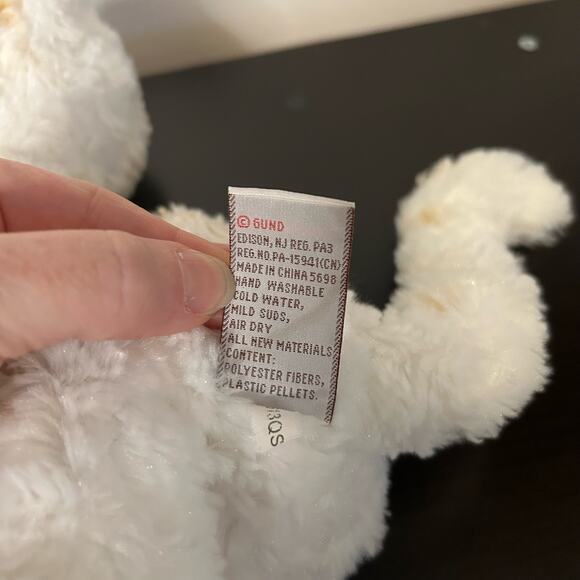 © GUND
EDISON, NJ REG. PA3
REG.NO.PA-15941(CN)
MADE IN CHINA 5698
HAND WASHABLE
COLD WATER,
MILD SUDS,
AIR DRY
ALL NEW MATERIALS
CONTENT:
POLYESTER FIBERS,
PLASTIC PELLETS.